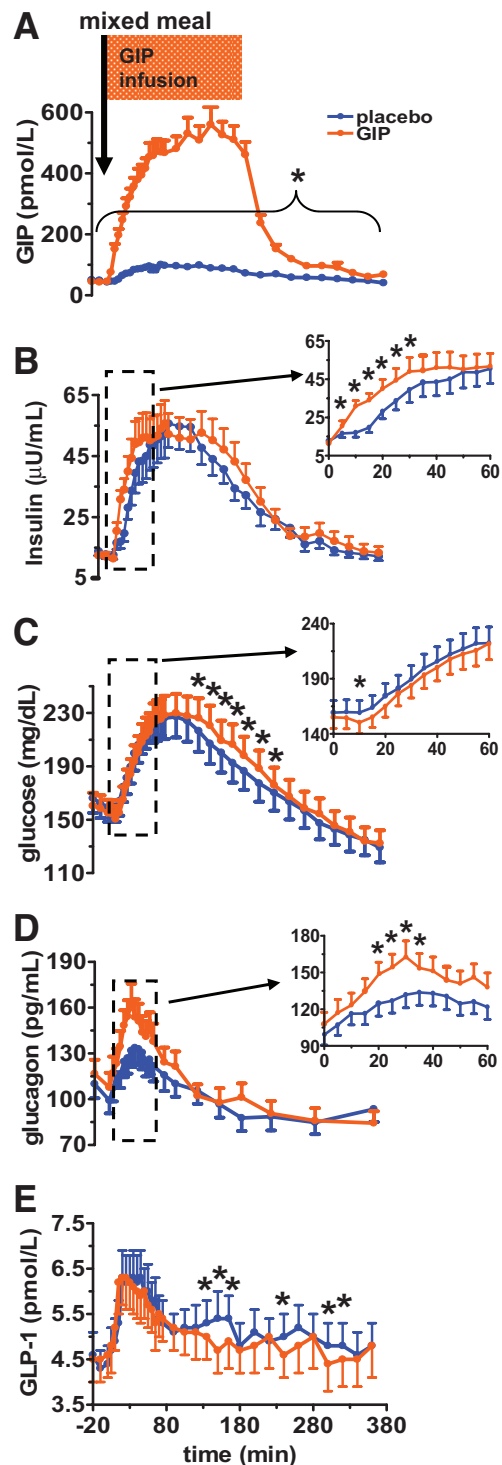 A
mixed meal
GIP
infusion
placebo
GIP
GIP (pmol/L)
600
400
200
0
*
B
Insulin (µU/mL)
65
45
25
5
65
45
25
5
0 20 40 60
* * * * * *
C
glucose (mg/dL)
230
190
150
110
* * * * * * *
240
200
180
140
0 20 40 60
*
D
glucagon (pg/mL)
190
160
130
100
70
180
150
120
90
0 20 40 60
* * * *
E
GLP-1 (pmol/L)
7.5
6.5
5.5
4.5
3.5
* * * * * *
-20 80 180 280 380
time (min)